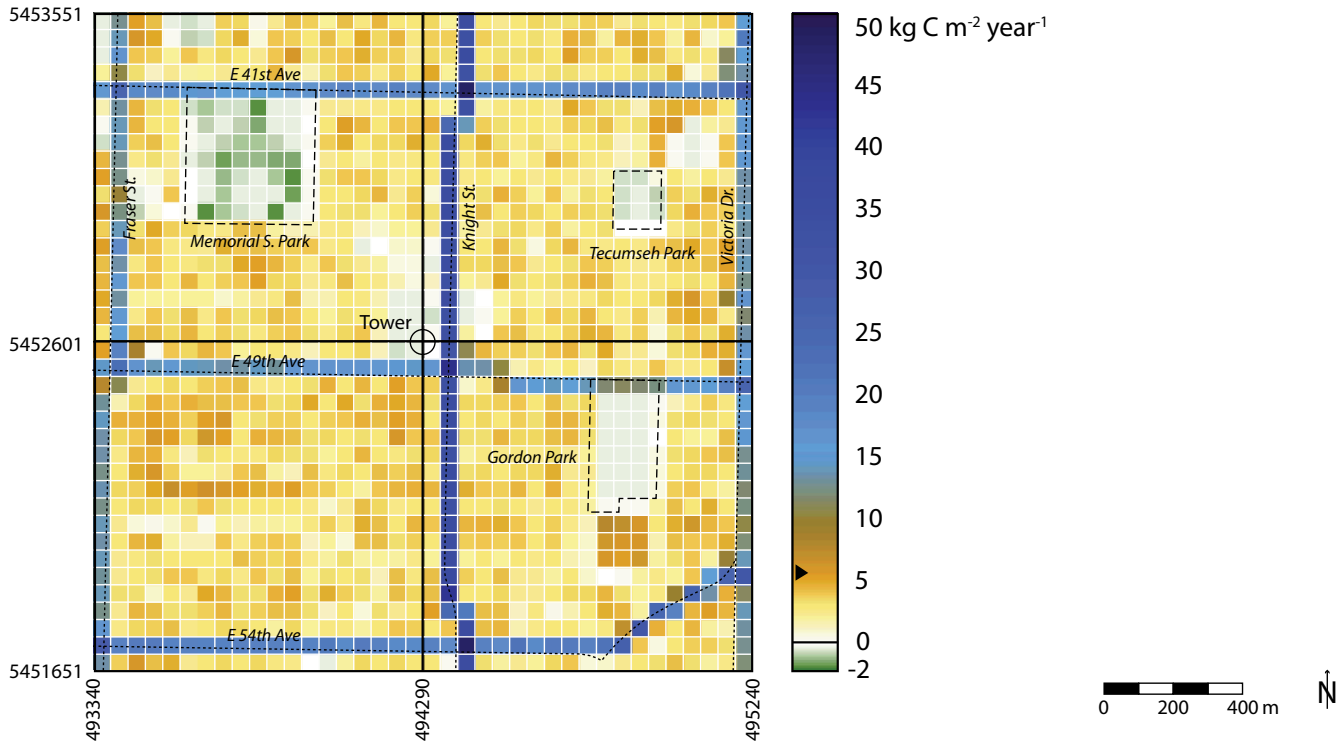 5453551
50 kg C m⁻² year⁻¹
E 41st Ave
45
40
Fraser St.
Knight St.
Victoria Dr.
35
Memorial S. Park
Tecumseh Park
30
25
Tower
5452601
E 49th Ave
20
Gordon Park
15
10
5
E 54th Ave
0
5451651
-2
493340
494290
495240
0 200 400 m
N